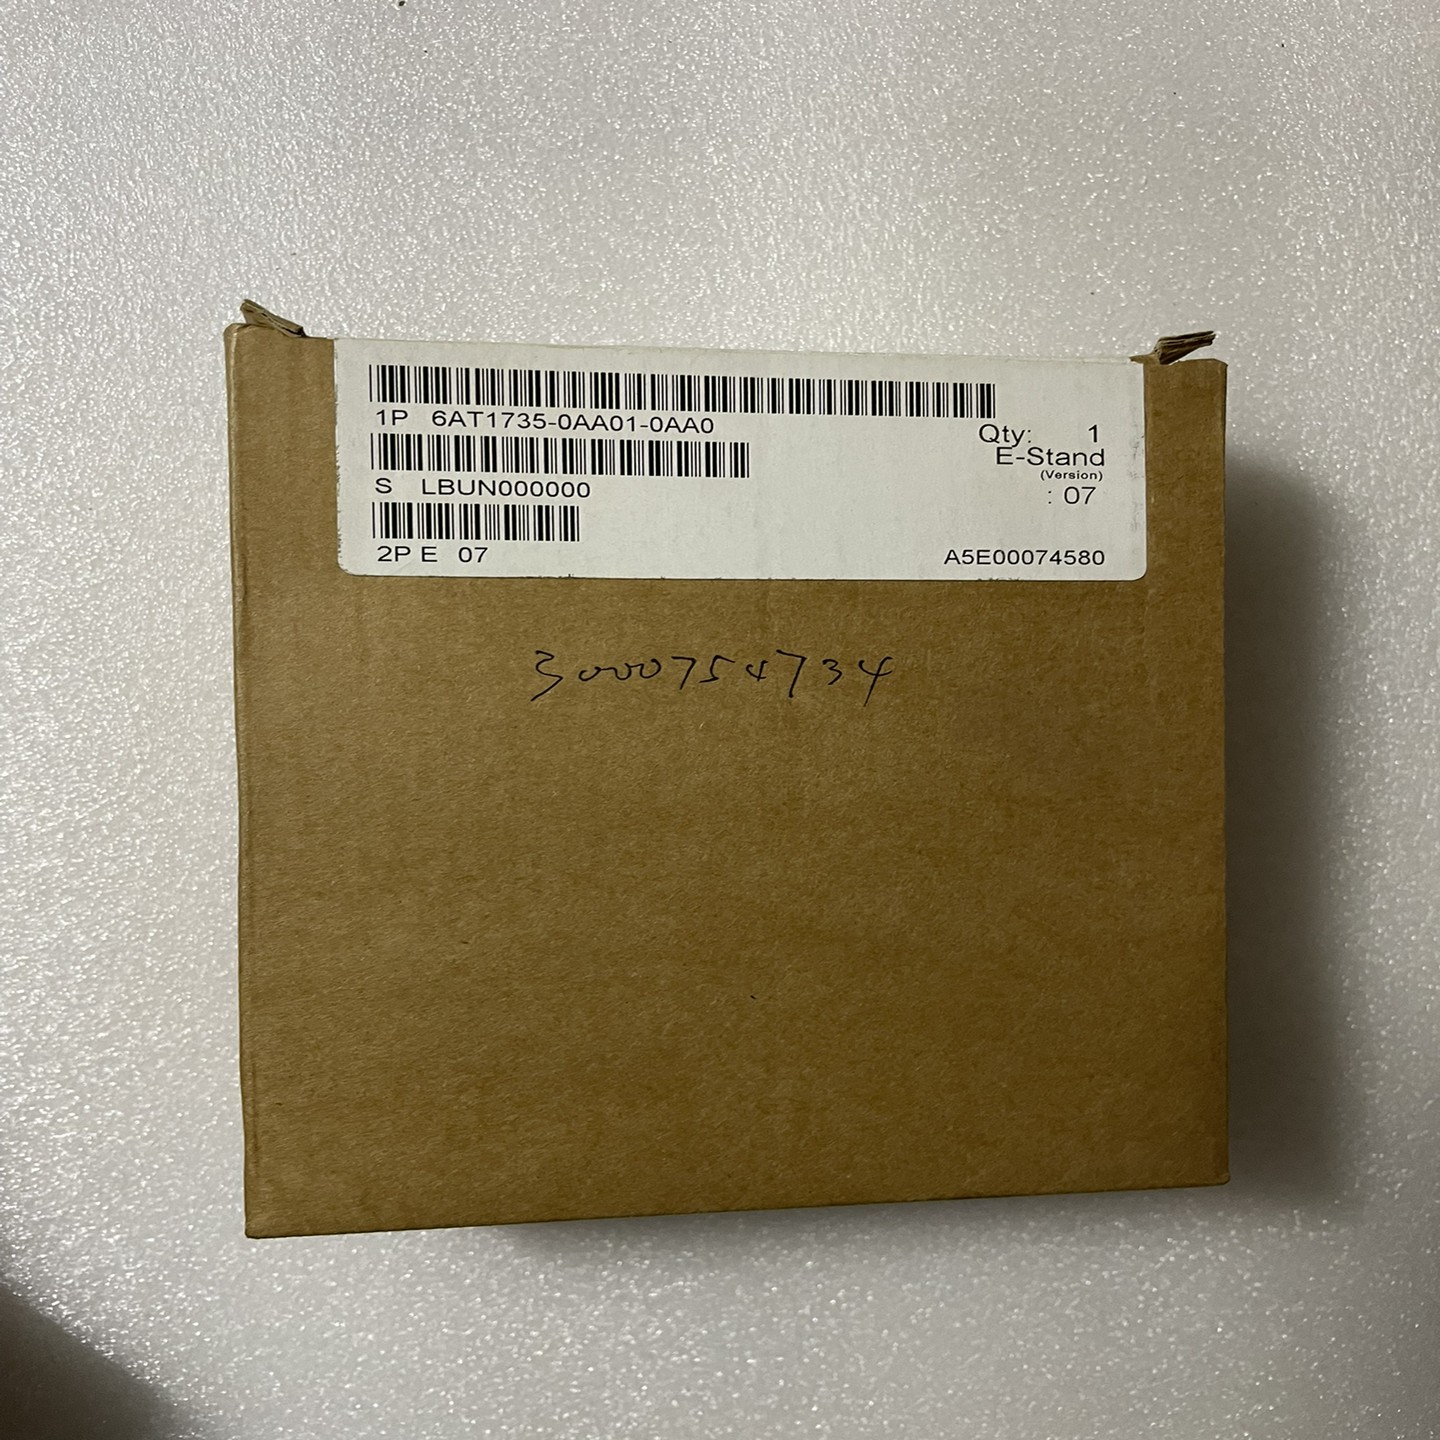 1P 6AT1735-0AA01-0AA0
Qty: 1
E-Stand
(Version)
S LBUN000000
: 07
2P E 07
A5E00074580
3000754734